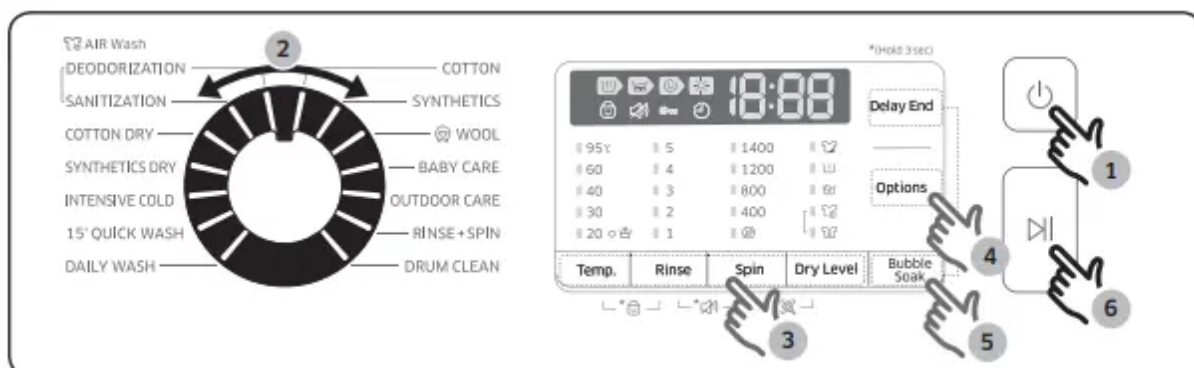 AIR Wash
DEODORIZATION
SANITIZATION
COTTON DRY
SYNTHETICS DRY
INTENSIVE COLD
15' QUICK WASH
DAILY WASH
2
COTTON
SYNTHETICS
WOOL
BABY CARE
OUTDOOR CARE
RINSE+SPIN
DRUM CLEAN
*(Hold 3 sec)
18:88
Delay End
95℃ 5 1400
60 4 1200
40 3 800
30 2 400
20 1
Options
Temp. Rinse Spin Dry Level Bubble Soak
* *
3
4
5
1
6